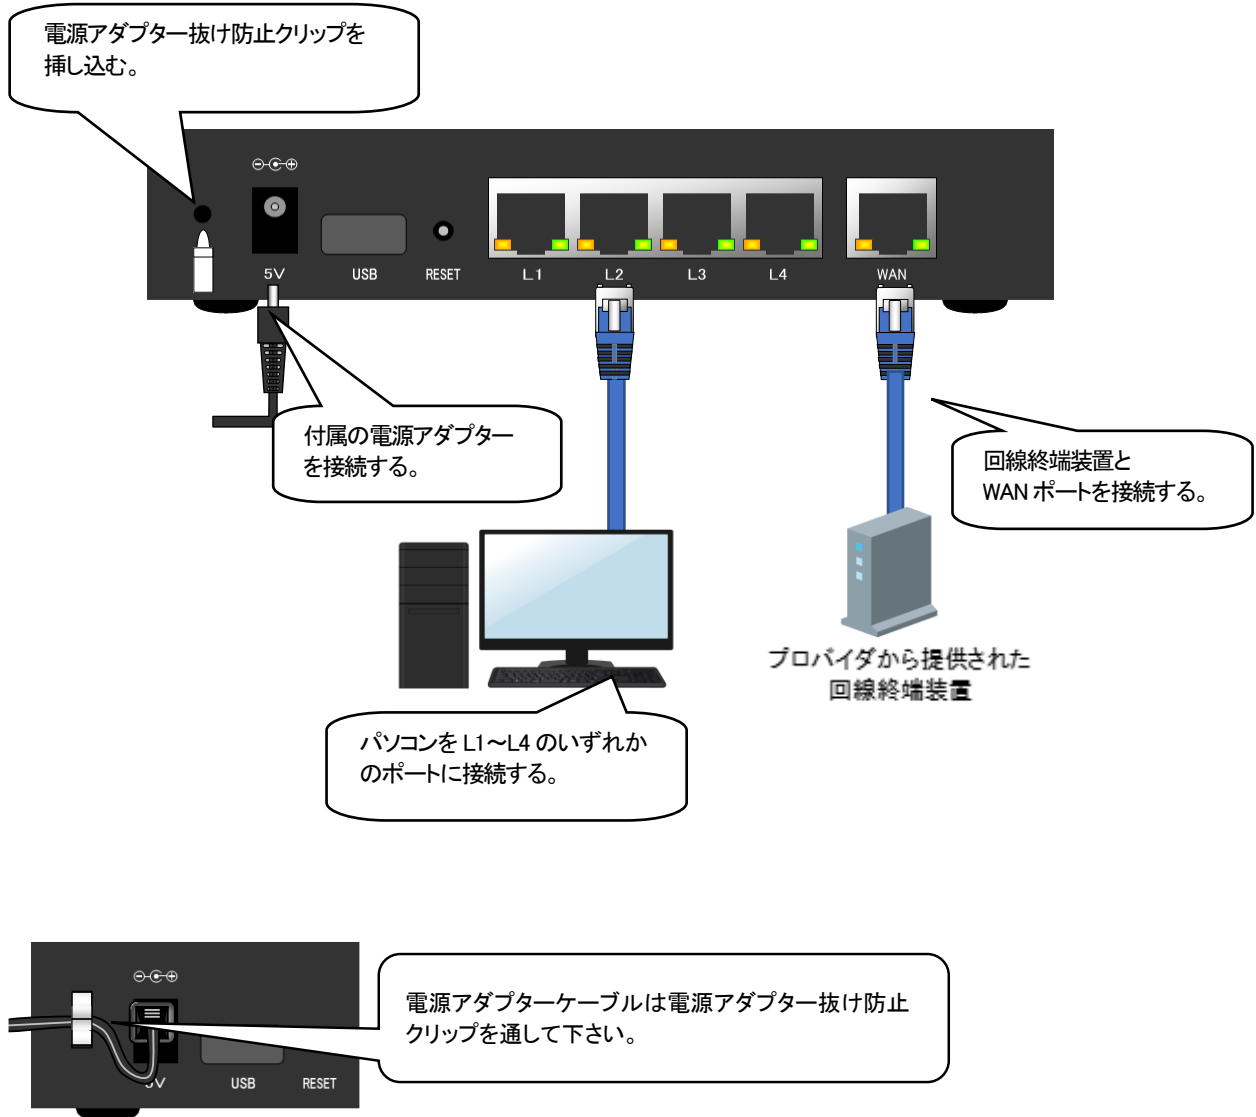 電源アダプター抜け防止クリップを
挿し込む。
5V
USB
RESET
L1
L2
L3
L4
WAN
付属の電源アダプター
を接続する。
回線終端装置と
WAN ポートを接続する。
プロバイダから提供された
回線終端装置
パソコンを L1～L4 のいずれか
のポートに接続する。
電源アダプターケーブルは電源アダプター抜け防止
クリップを通して下さい。
5V
USB
RESET